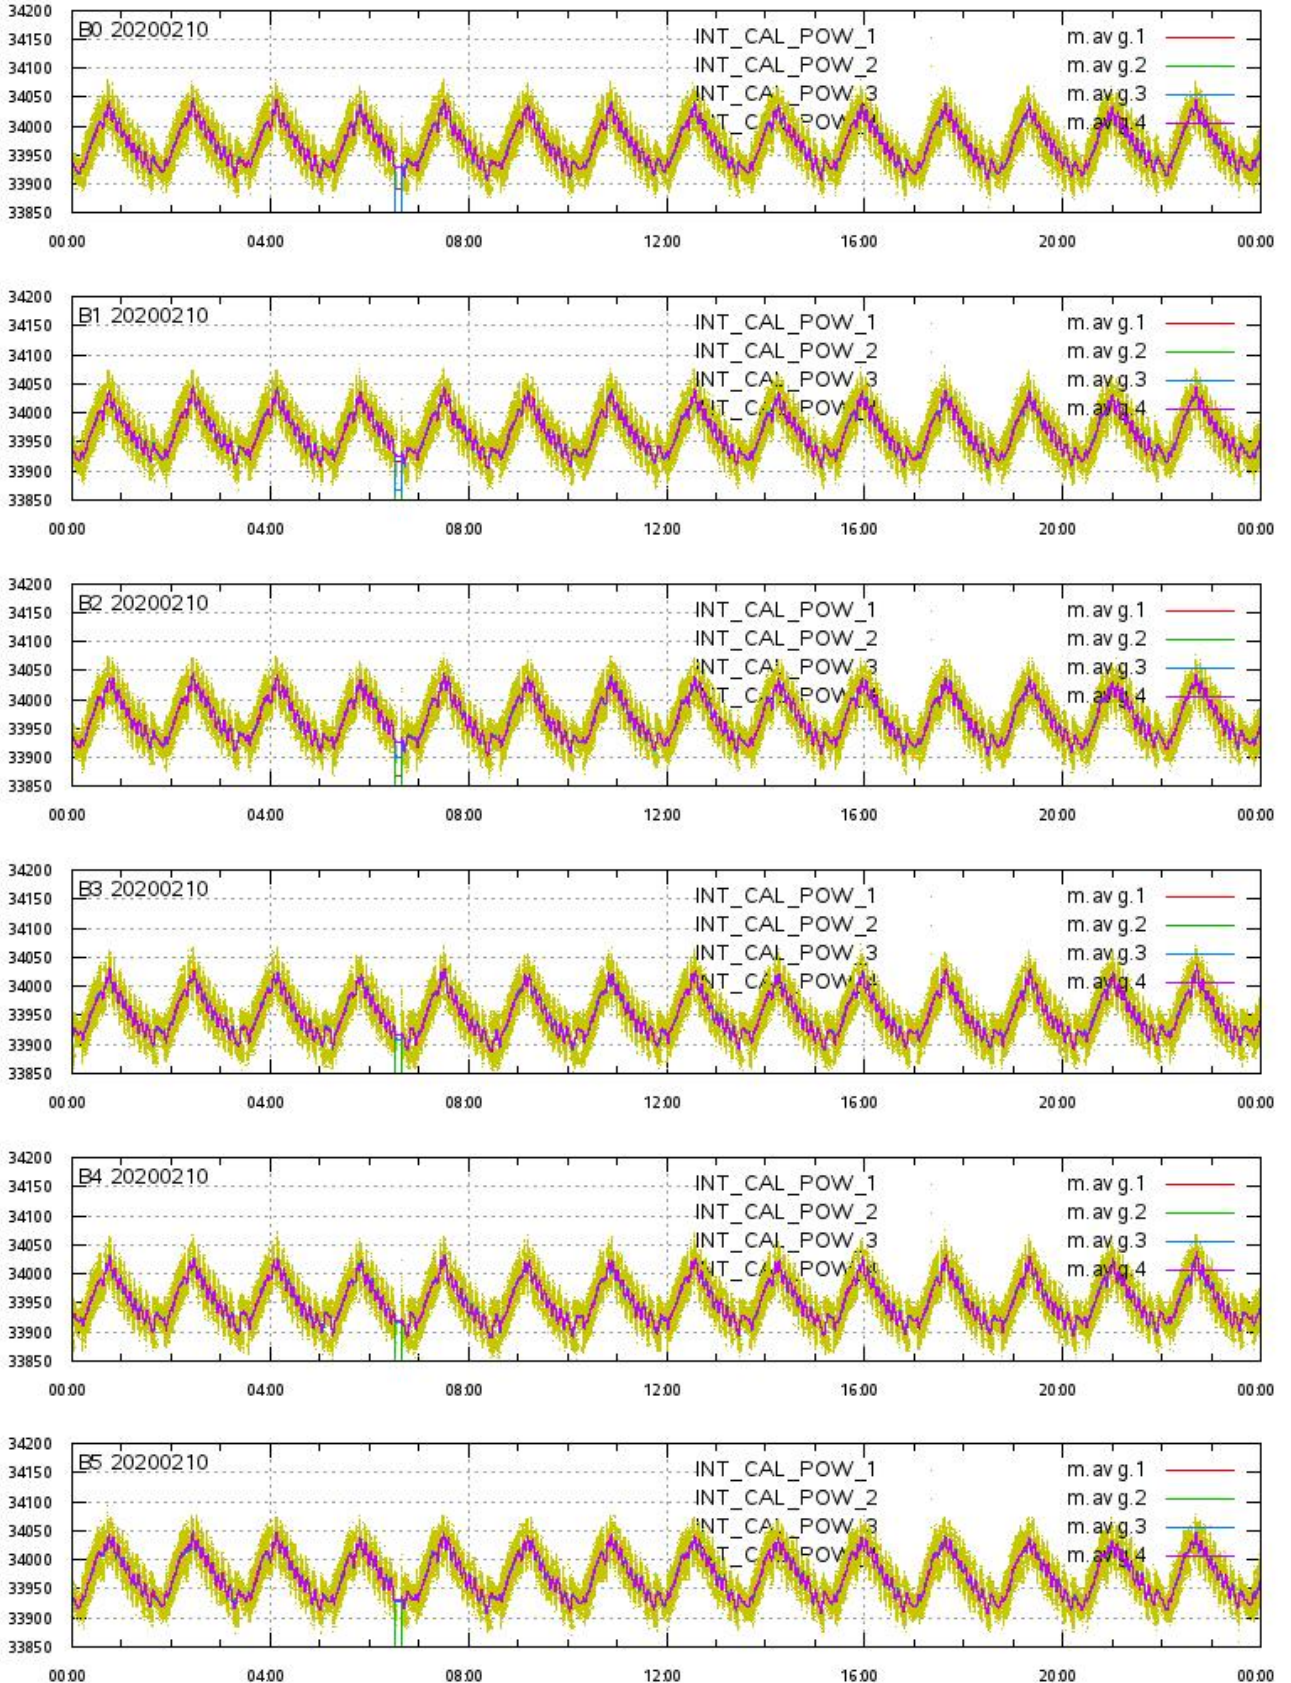 34200
B0 20200210 INT_CAL_POW_1 m.avg.1
34150
INT_CAL_POW_2 m.avg.2
34100
INT_CAL_POW_3 m.avg.3
34050
INT_CAL_POW_4 m.avg.4
34000
33950
33900
33850
00:00 04:00 08:00 12:00 16:00 20:00 00:00
34200
B1 20200210 INT_CAL_POW_1 m.avg.1
34150
INT_CAL_POW_2 m.avg.2
34100
INT_CAL_POW_3 m.avg.3
34050
INT_CAL_POW_4 m.avg.4
34000
33950
33900
33850
00:00 04:00 08:00 12:00 16:00 20:00 00:00
34200
B2 20200210 INT_CAL_POW_1 m.avg.1
34150
INT_CAL_POW_2 m.avg.2
34100
INT_CAL_POW_3 m.avg.3
34050
INT_CAL_POW_4 m.avg.4
34000
33950
33900
33850
00:00 04:00 08:00 12:00 16:00 20:00 00:00
34200
B3 20200210 INT_CAL_POW_1 m.avg.1
34150
INT_CAL_POW_2 m.avg.2
34100
INT_CAL_POW_3 m.avg.3
34050
INT_CAL_POW_4 m.avg.4
34000
33950
33900
33850
00:00 04:00 08:00 12:00 16:00 20:00 00:00
34200
B4 20200210 INT_CAL_POW_1 m.avg.1
34150
INT_CAL_POW_2 m.avg.2
34100
INT_CAL_POW_3 m.avg.3
34050
INT_CAL_POW_4 m.avg.4
34000
33950
33900
33850
00:00 04:00 08:00 12:00 16:00 20:00 00:00
34200
B5 20200210 INT_CAL_POW_1 m.avg.1
34150
INT_CAL_POW_2 m.avg.2
34100
INT_CAL_POW_3 m.avg.3
34050
INT_CAL_POW_4 m.avg.4
34000
33950
33900
33850
00:00 04:00 08:00 12:00 16:00 20:00 00:00